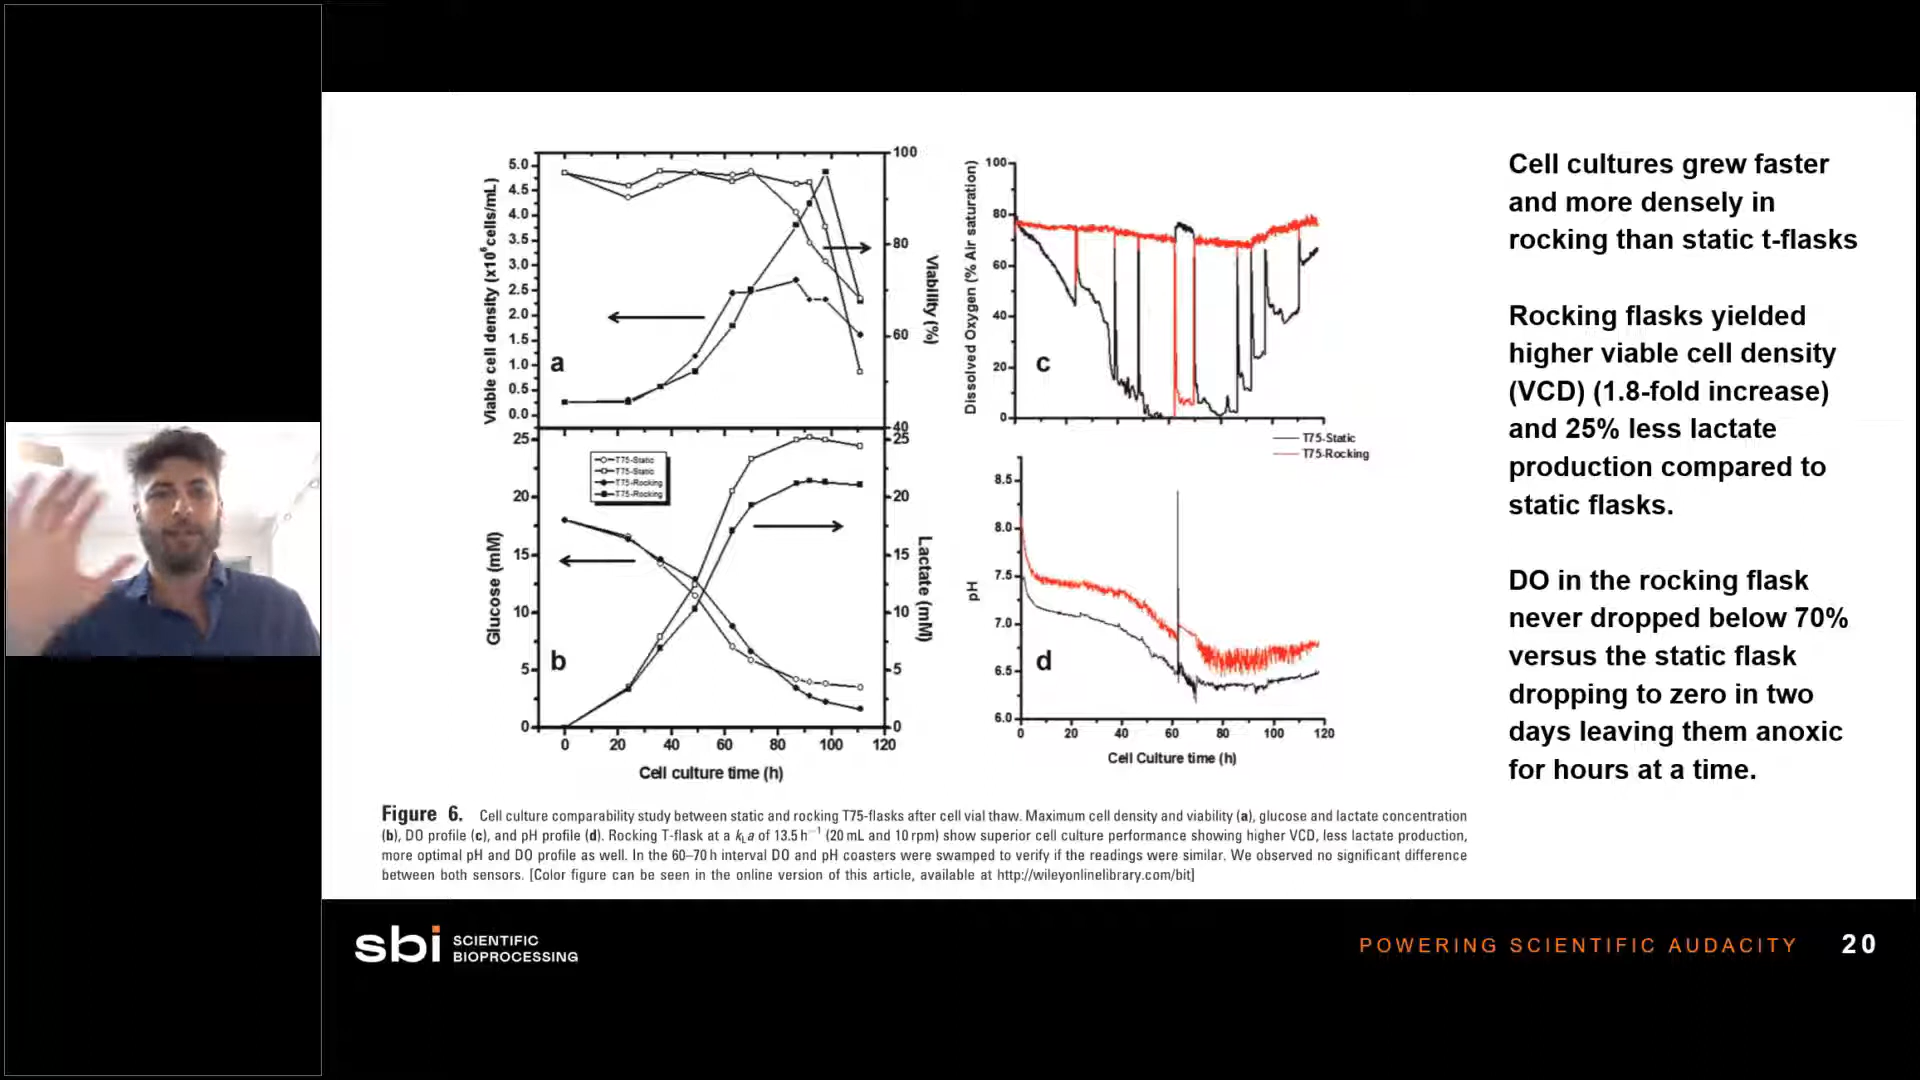 5.0
4.5
4.0
3.5
3.0
2.5
2.0
1.5
1.0
0.5
0.0
Viable cell density (x10⁶cells/mL)
100
80
60
40
Viability (%)
a
25
20
15
10
5
0
Glucose (mM)
T75-Static
T75-Static
T75-Rocking
T75-Rocking
25
20
15
10
5
0
Lactate (mM)
b
0 20 40 60 80 100 120
Cell culture time (h)
100
80
60
40
20
0
Dissolved Oxygen (% Air saturation)
c
T75-Static
T75-Rocking
8.5
8.0
7.5
7.0
6.5
6.0
pH
d
0 20 40 60 80 100 120
Cell Culture time (h)
Figure 6. Cell culture comparability study between static and rocking T75-flasks after cell vial thaw. Maximum cell density and viability (a), glucose and lactate concentration
(b), DO profile (c), and pH profile (d). Rocking T-flask at a kLa of 13.5 h⁻¹ (20 mL and 10 rpm) show superior cell culture performance showing higher VCD, less lactate production,
more optimal pH and DO profile as well. In the 60–70 h interval DO and pH coasters were swamped to verify if the readings were similar. We observed no significant difference
between both sensors. [Color figure can be seen in the online version of this article, available at http://wileyonlinelibrary.com/bit]
Cell cultures grew faster
and more densely in
rocking than static t-flasks
Rocking flasks yielded
higher viable cell density
(VCD) (1.8-fold increase)
and 25% less lactate
production compared to
static flasks.
DO in the rocking flask
never dropped below 70%
versus the static flask
dropping to zero in two
days leaving them anoxic
for hours at a time.
sbi SCIENTIFIC
BIOPROCESSING
POWERING SCIENTIFIC AUDACITY 20